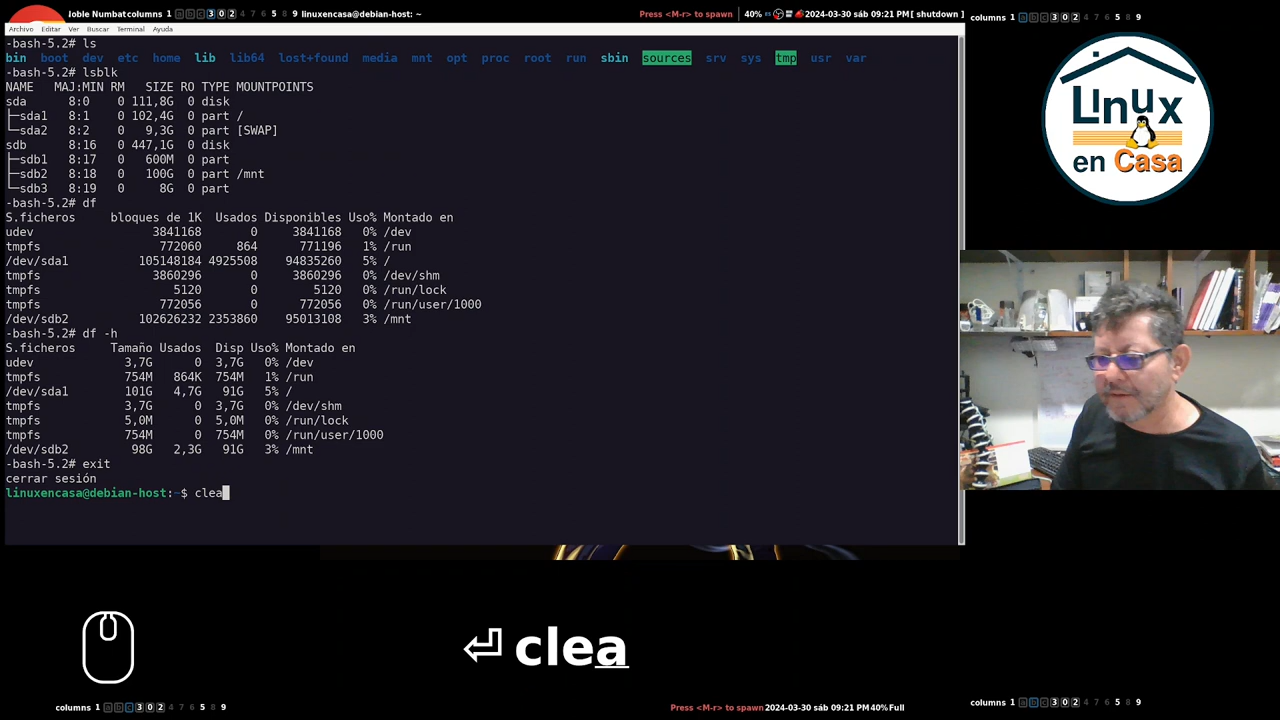 ioble Numbat columns 1 a b c 3 0 2 4 7 6 5 8 9 linuxencasa@debian-host: ~
Press <M-r> to spawn 40% ES 2024-03-30 sáb 09:21 PM [ shutdown ]
columns 1 a b c 3 0 2 4 7 6 5 8 9
Archivo Editar Ver Buscar Terminal Ayuda
-bash-5.2# ls
bin boot dev etc home lib lib64 lost+found media mnt opt proc root run sbin sources srv sys tmp usr var
-bash-5.2# lsblk
NAME MAJ:MIN RM SIZE RO TYPE MOUNTPOINTS
sda 8:0 0 111,8G 0 disk
├─sda1 8:1 0 102,4G 0 part /
└─sda2 8:2 0 9,3G 0 part [SWAP]
sdb 8:16 0 447,1G 0 disk
├─sdb1 8:17 0 600M 0 part
├─sdb2 8:18 0 100G 0 part /mnt
└─sdb3 8:19 0 8G 0 part
-bash-5.2# df
S.ficheros bloques de 1K Usados Disponibles Uso% Montado en
udev 3841168 0 3841168 0% /dev
tmpfs 772060 864 771196 1% /run
/dev/sda1 105148184 4925508 94835260 5% /
tmpfs 3860296 0 3860296 0% /dev/shm
tmpfs 5120 0 5120 0% /run/lock
tmpfs 772056 0 772056 0% /run/user/1000
/dev/sdb2 102626232 2353860 95013108 3% /mnt
-bash-5.2# df -h
S.ficheros Tamaño Usados Disp Uso% Montado en
udev 3,7G 0 3,7G 0% /dev
tmpfs 754M 864K 754M 1% /run
/dev/sda1 101G 4,7G 91G 5% /
tmpfs 3,7G 0 3,7G 0% /dev/shm
tmpfs 5,0M 0 5,0M 0% /run/lock
tmpfs 754M 0 754M 0% /run/user/1000
/dev/sdb2 98G 2,3G 91G 3% /mnt
-bash-5.2# exit
cerrar sesión
linuxencasa@debian-host:~$ clea
Linux
en Casa
⏎ clea
columns 1 a b c 3 0 2 4 7 6 5 8 9
Press <M-r> to spawn 2024-03-30 sáb 09:21 PM 40% Full
columns 1 a b c 3 0 2 4 7 6 5 8 9